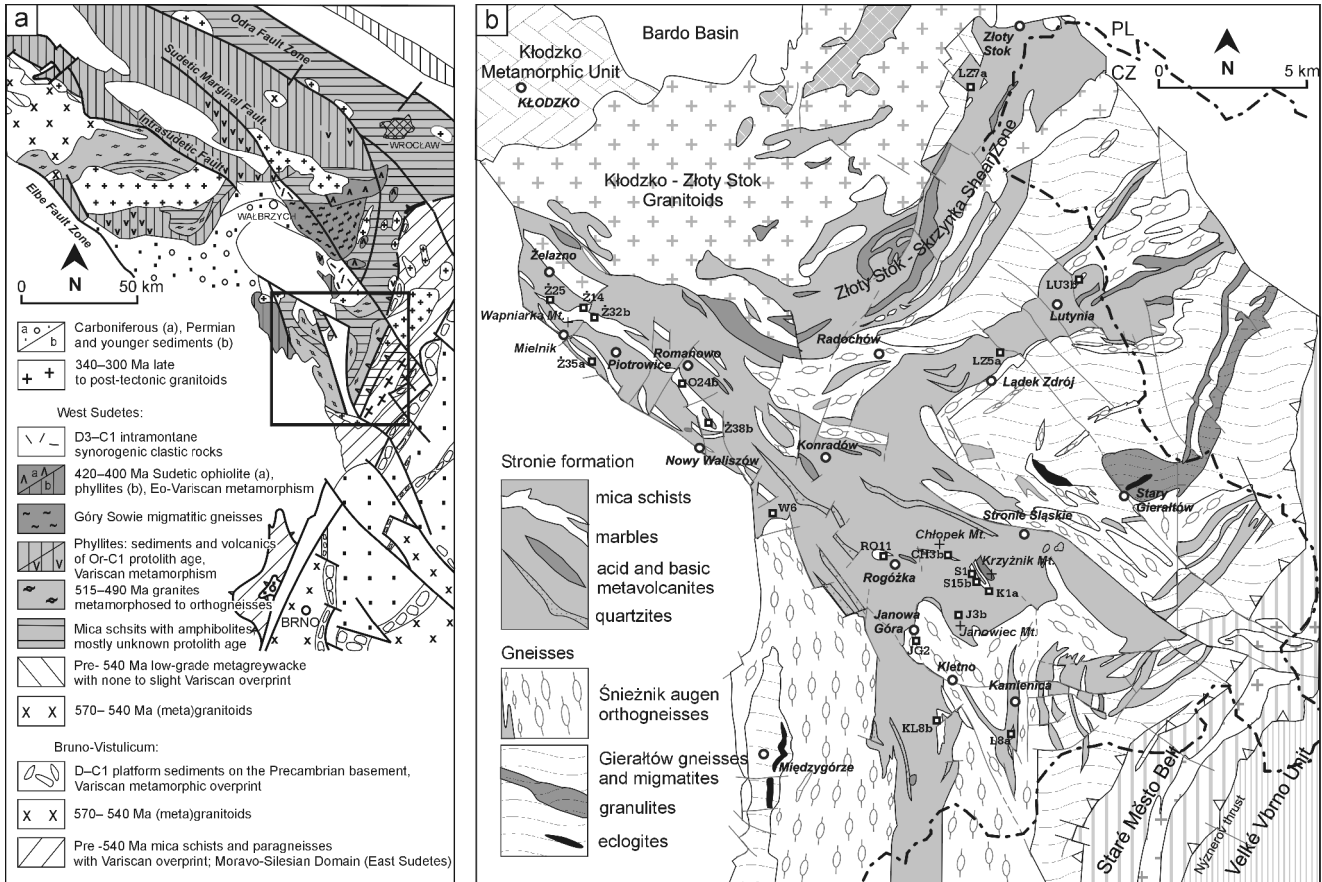 a
Odra Fault Zone
Sudetic Marginal Fault
Intrasudetic Fault
WROCŁAW
Elbe Fault Zone
WAŁBRZYCH
N
0
50 km
a
b
Carboniferous (a), Permian
and younger sediments (b)
340–300 Ma late
to post-tectonic granitoids
West Sudetes:
D3–C1 intramontane
synorogenic clastic rocks
a
b
420–400 Ma Sudetic ophiolite (a),
phyllites (b), Eo-Variscan metamorphism
Góry Sowie migmatitic gneisses
Phyllites: sediments and volcanics
of Or-C1 protolith age,
Variscan metamorphism
515–490 Ma granites
metamorphosed to orthogneisses
Mica schsits with amphibolites,
mostly unknown protolith age
Pre- 540 Ma low-grade metagreywacke
with none to slight Variscan overprint
570– 540 Ma (meta)granitoids
BRNO
Bruno-Vistulicum:
D–C1 platform sediments on the Precambrian basement,
Variscan metamorphic overprint
570– 540 Ma (meta)granitoids
Pre -540 Ma mica schists and paragneisses
with Variscan overprint; Moravo-Silesian Domain (East Sudetes)
b
Bardo Basin
Kłodzko
Metamorphic Unit
KŁODZKO
Złoty
Stok
PL
CZ
N
0
5 km
LZ7a
Kłodzko - Złoty Stok
Granitoids
Złoty Stok - Skrzynka Shear Zone
Żelazno
Ż25
Ż14
Ż32b
Wapniarka Mt.
Mielnik
Ż35a
Piotrowice
Romanowo
O24b
Radochów
LU3b
Lutynia
LZ5a
Lądek Zdrój
Ż38b
Nowy Waliszów
Konradów
Stary
Gierałtów
Stronie Śląskie
W6
Chłopek Mt.
RO11
CH3b
Rogóżka
Krzyżnik Mt.
S1
S15b
K1a
Janowa
Góra
J3b
Janowiec Mt.
JG2
Kletno
Kamienica
KL8b
L8a
Międzygórze
Staré Město Belt
Nýznerov thrust
Velké Vbrno Unijt
Stronie formation
mica schists
marbles
acid and basic
metavolcanites
quartzites
Gneisses
Śnieżnik augen
orthogneisses
Gierałtów gneisses
and migmatites
granulites
eclogites